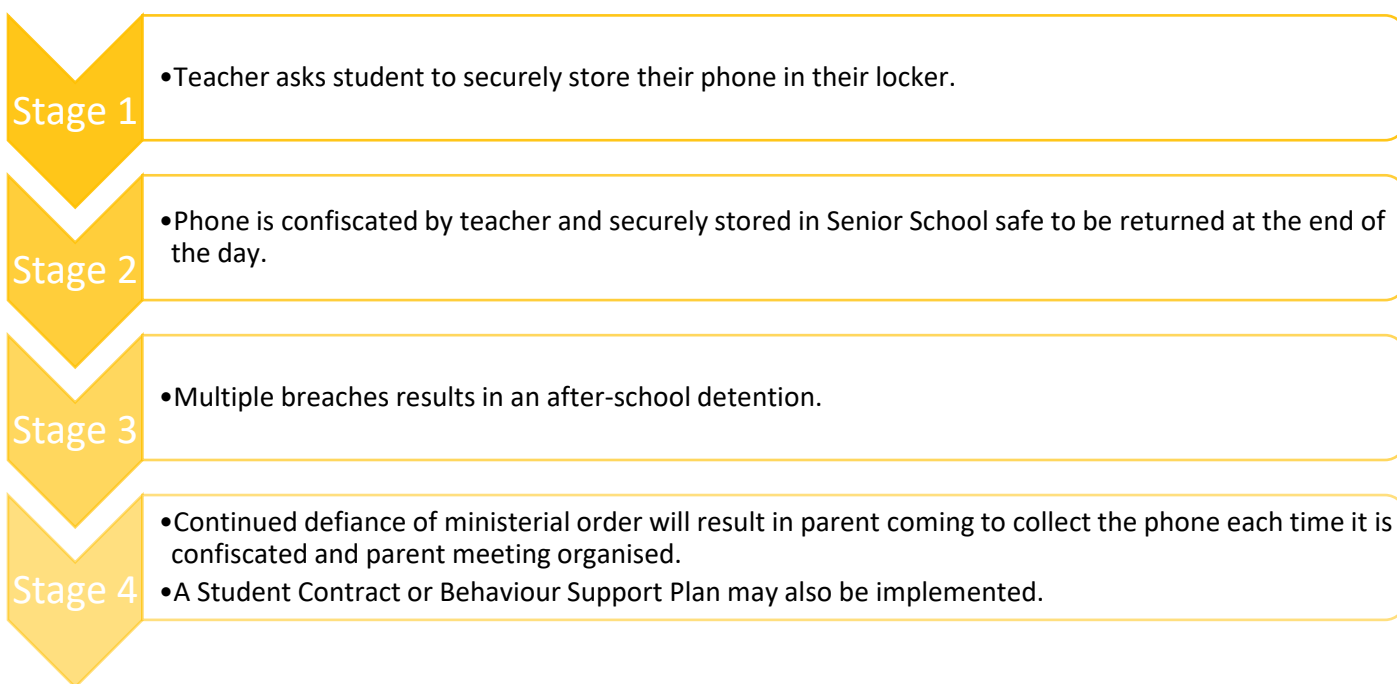 Stage 1
•Teacher asks student to securely store their phone in their locker.
Stage 2
•Phone is confiscated by teacher and securely stored in Senior School safe to be returned at the end of
the day.
Stage 3
•Multiple breaches results in an after-school detention.
Stage 4
•Continued defiance of ministerial order will result in parent coming to collect the phone each time it is
confiscated and parent meeting organised.
•A Student Contract or Behaviour Support Plan may also be implemented.